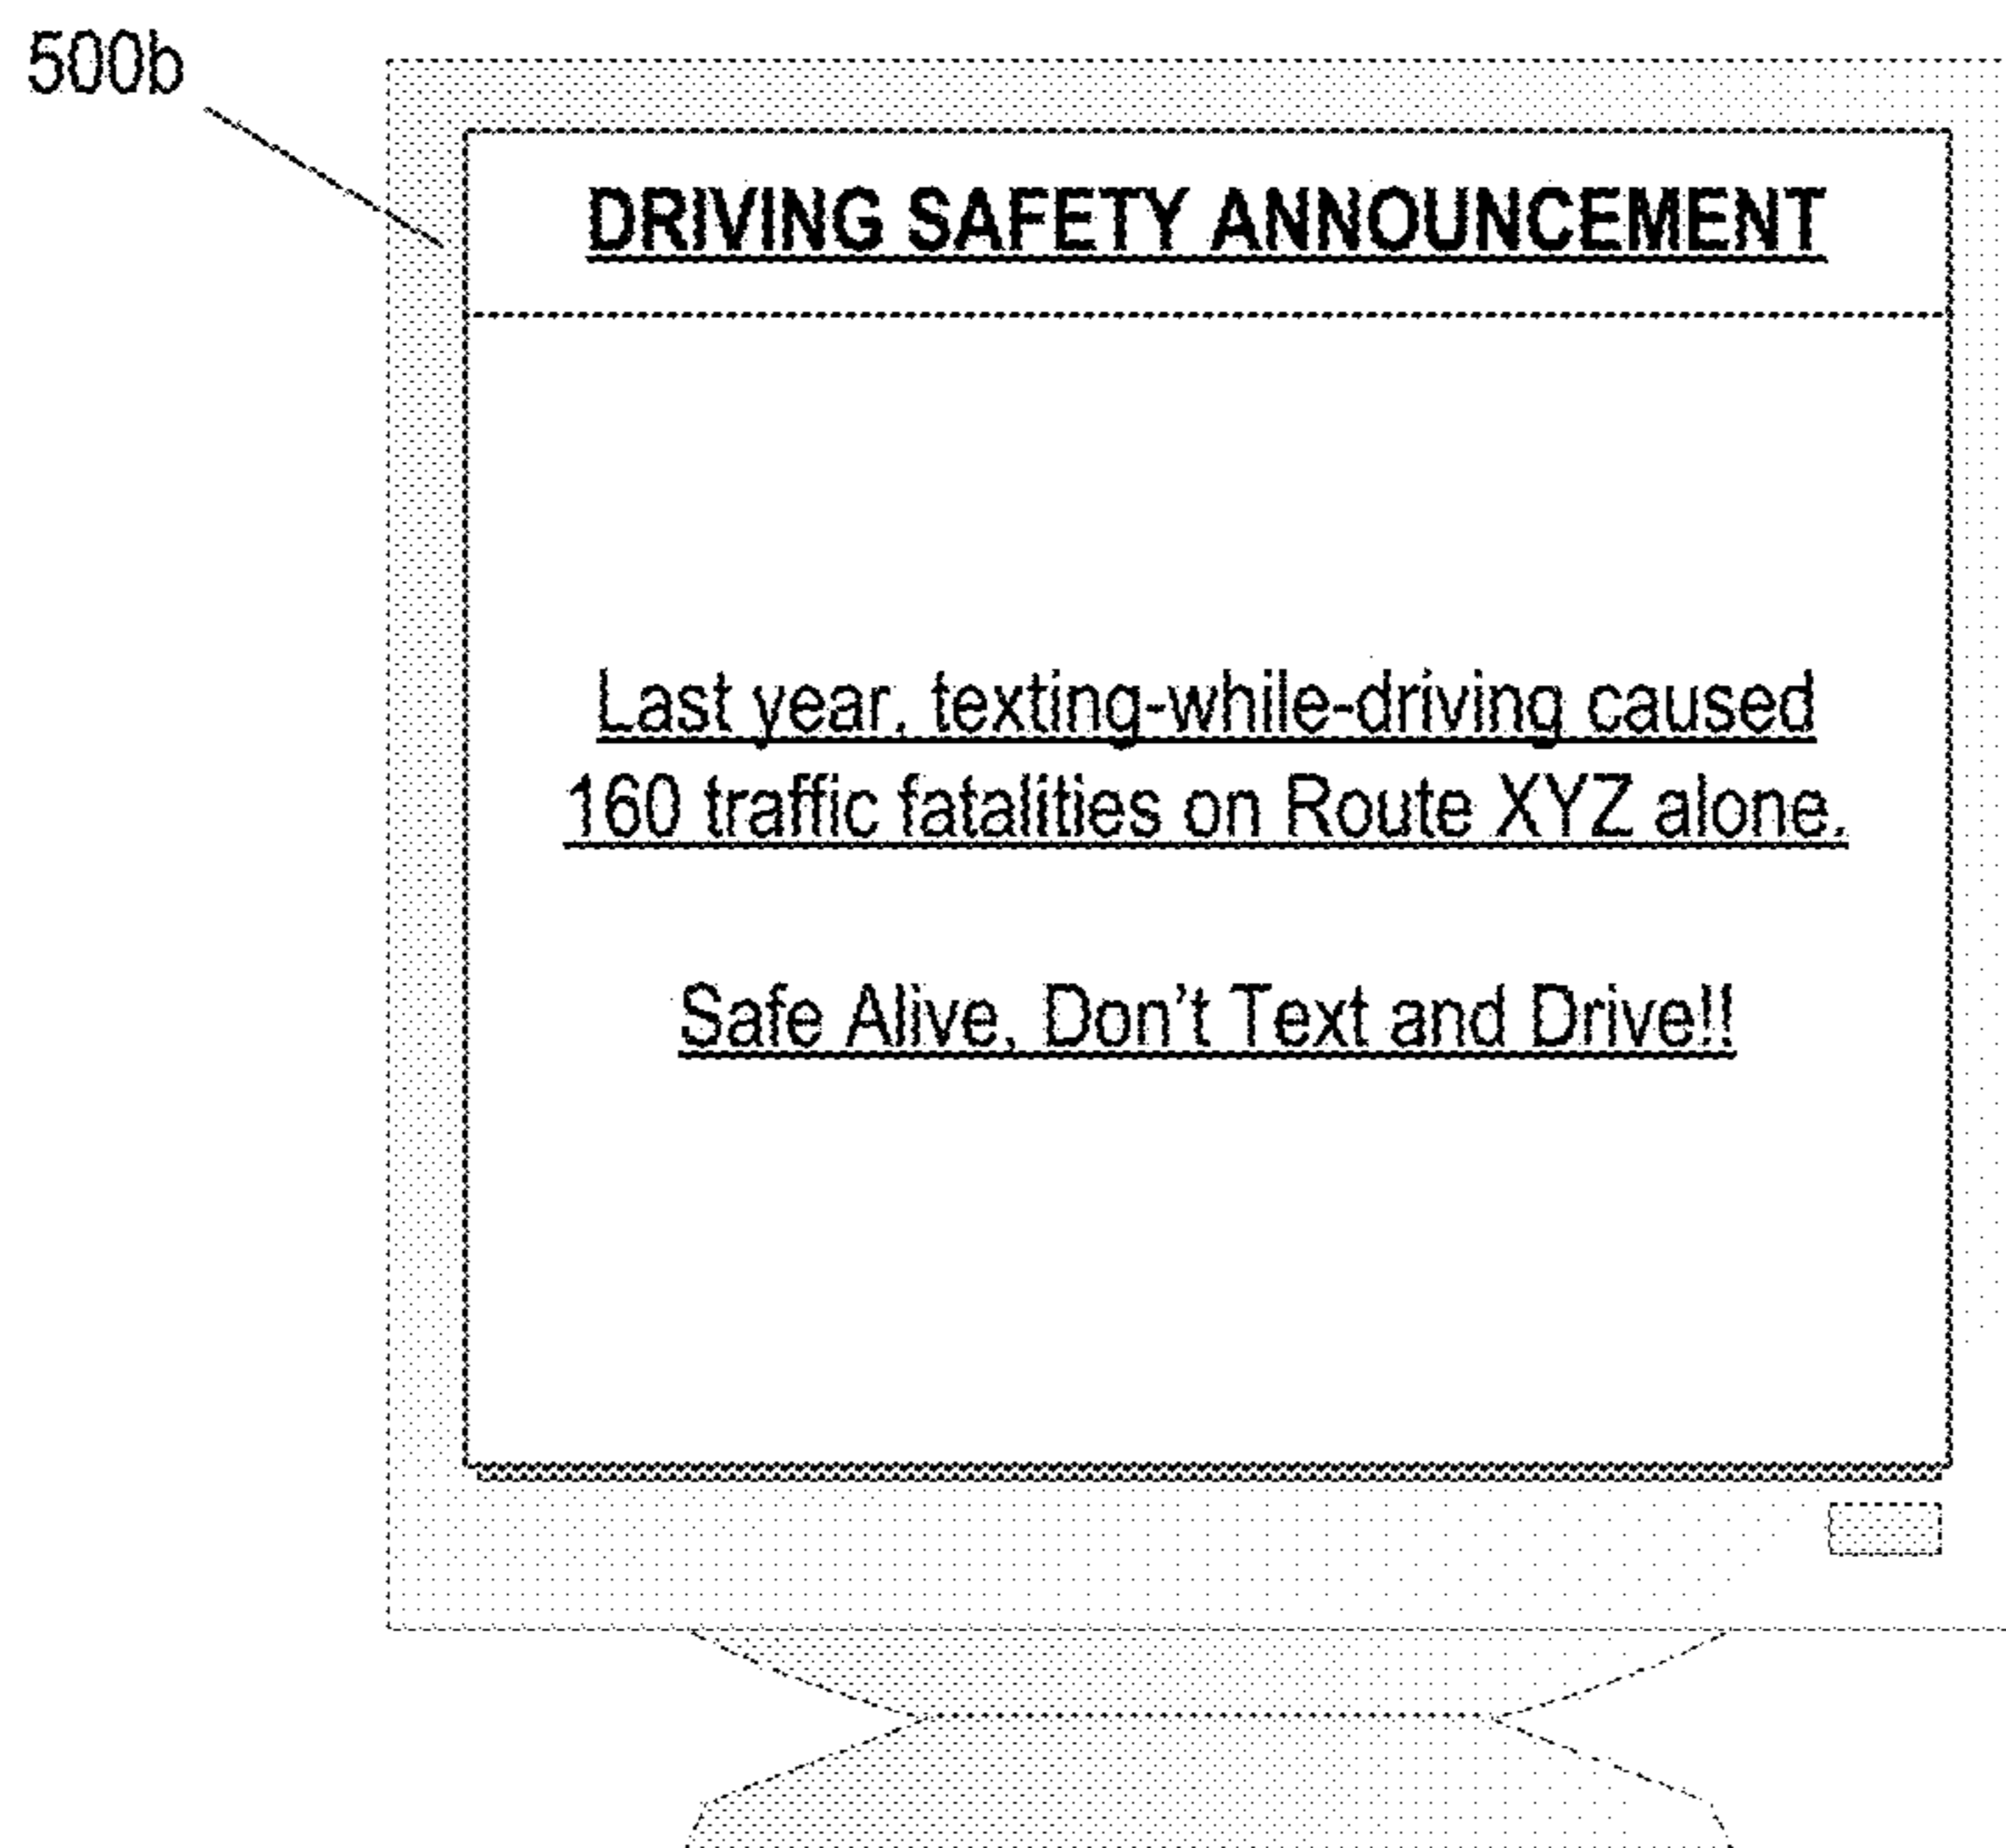 500b
DRIVING SAFETY ANNOUNCEMENT
Last year, texting-while-driving caused
160 traffic fatalities on Route XYZ alone.
Safe Alive, Don't Text and Drive!!